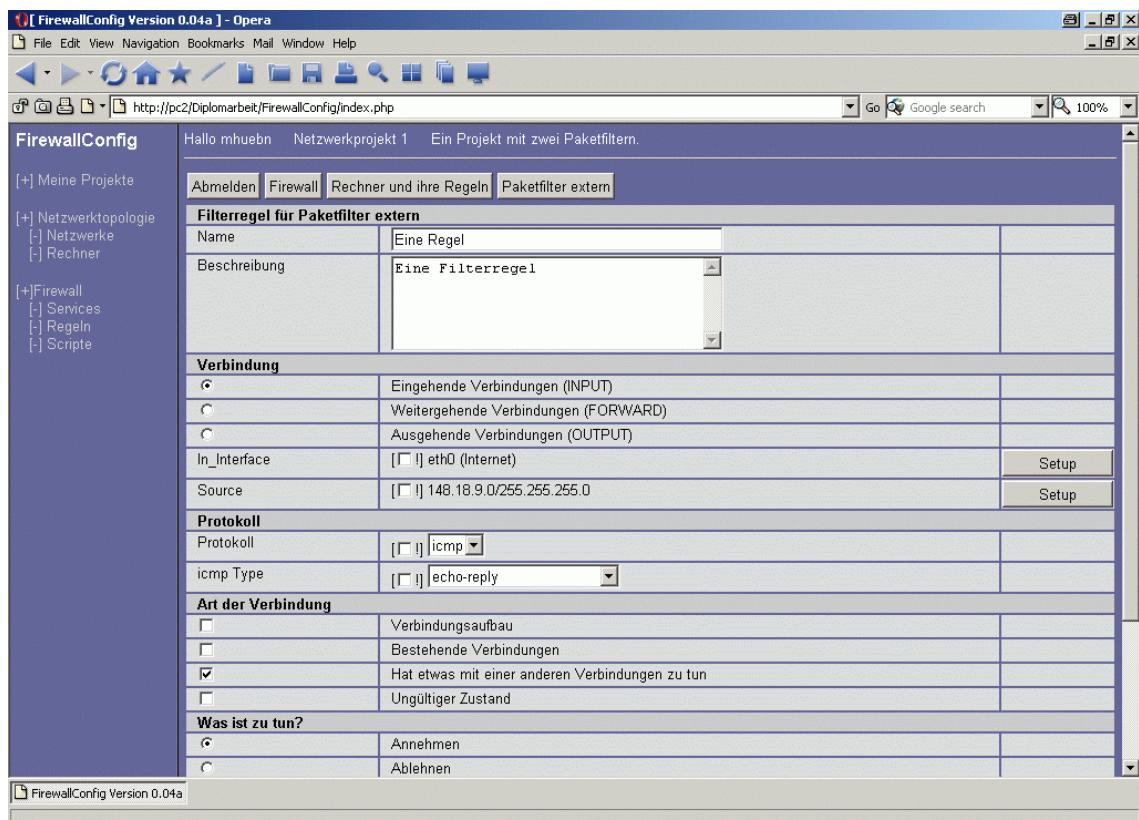 [ FirewallConfig Version 0.04a ] - Opera
File Edit View Navigation Bookmarks Mail Window Help
http://pc2/Diplomarbeit/FirewallConfig/index.php Go Google search 100%
FirewallConfig
[+] Meine Projekte
[+] Netzwerktopologie
[-] Netzwerke
[-] Rechner
[+]Firewall
[-] Services
[-] Regeln
[-] Scripte
Hallo mhuebn Netzwerkprojekt 1 Ein Projekt mit zwei Paketfiltern.
Abmelden Firewall Rechner und ihre Regeln Paketfilter extern
Filterregel für Paketfilter extern
Name Eine Regel
Beschreibung Eine Filterregel
Verbindung
Eingehende Verbindungen (INPUT)
Weitergehende Verbindungen (FORWARD)
Ausgehende Verbindungen (OUTPUT)
In_Interface [ !] eth0 (Internet) Setup
Source [ !] 148.18.9.0/255.255.255.0 Setup
Protokoll
Protokoll [ !] icmp
icmp Type [ !] echo-reply
Art der Verbindung
Verbindungsaufbau
Bestehende Verbindungen
Hat etwas mit einer anderen Verbindungen zu tun
Ungültiger Zustand
Was ist zu tun?
Annehmen
Ablehnen
FirewallConfig Version 0.04a